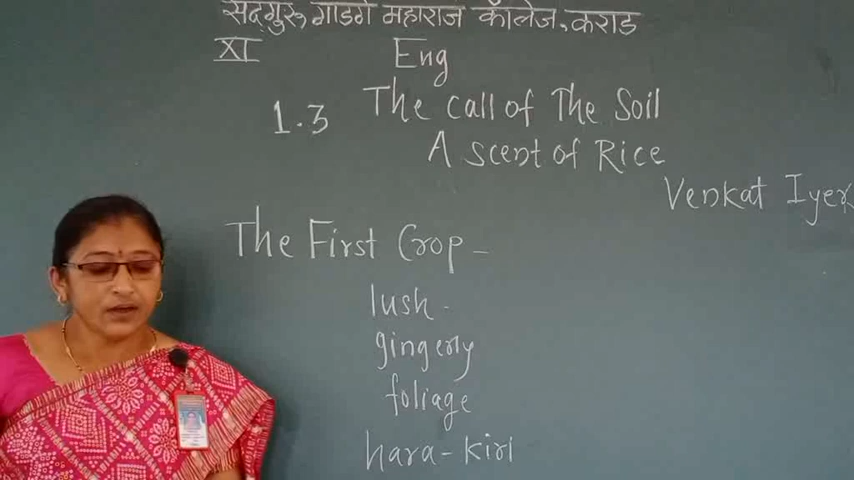 सद्गुरु गाडगे महाराज कॉलेज, कराड
XI Eng
1.3 The call of The Soil
A scent of Rice
Venkat Iyer
The First Crop -
lush -
gingerly
foliage
hara - kiri